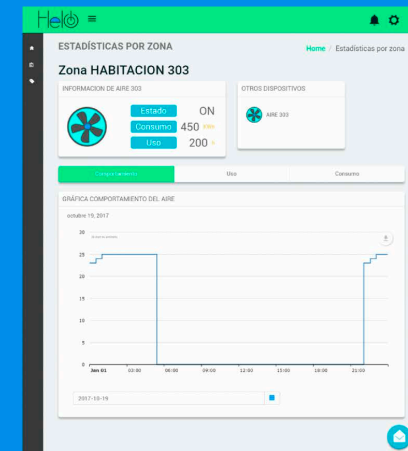 Helo
ESTADÍSTICAS POR ZONA
Home / Estadísticas por zona
Zona HABITACION 303
INFORMACION DE AIRE 303
OTROS DISPOSITIVOS
Estado ON
Consumo 450
Uso 200
AIRE 303
Comportamiento
Uso
Consumo
GRÁFICA COMPORTAMIENTO DEL AIRE
octubre 19, 2017
30
25
20
15
10
5
0
Jan 01 03:00 06:00 09:00 12:00 15:00 18:00 21:00
2017-10-19